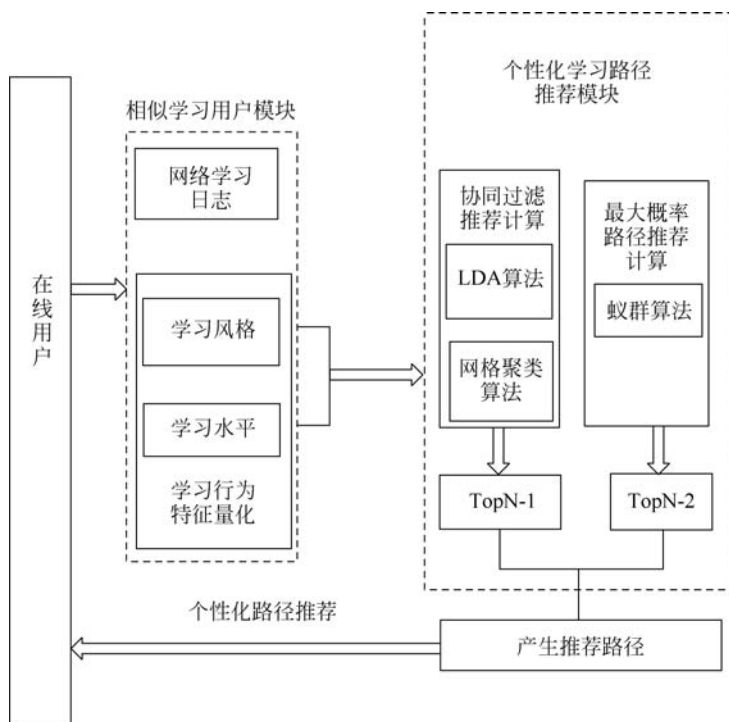 在线用户
相似学习用户模块
网络学习
日志
学习风格
学习水平
学习行为
特征量化
个性化学习路径
推荐模块
协同过滤
推荐计算
LDA算法
网格聚类
算法
最大概率
路径推荐
计算
蚁群算法
TopN-1
TopN-2
个性化路径推荐
产生推荐路径